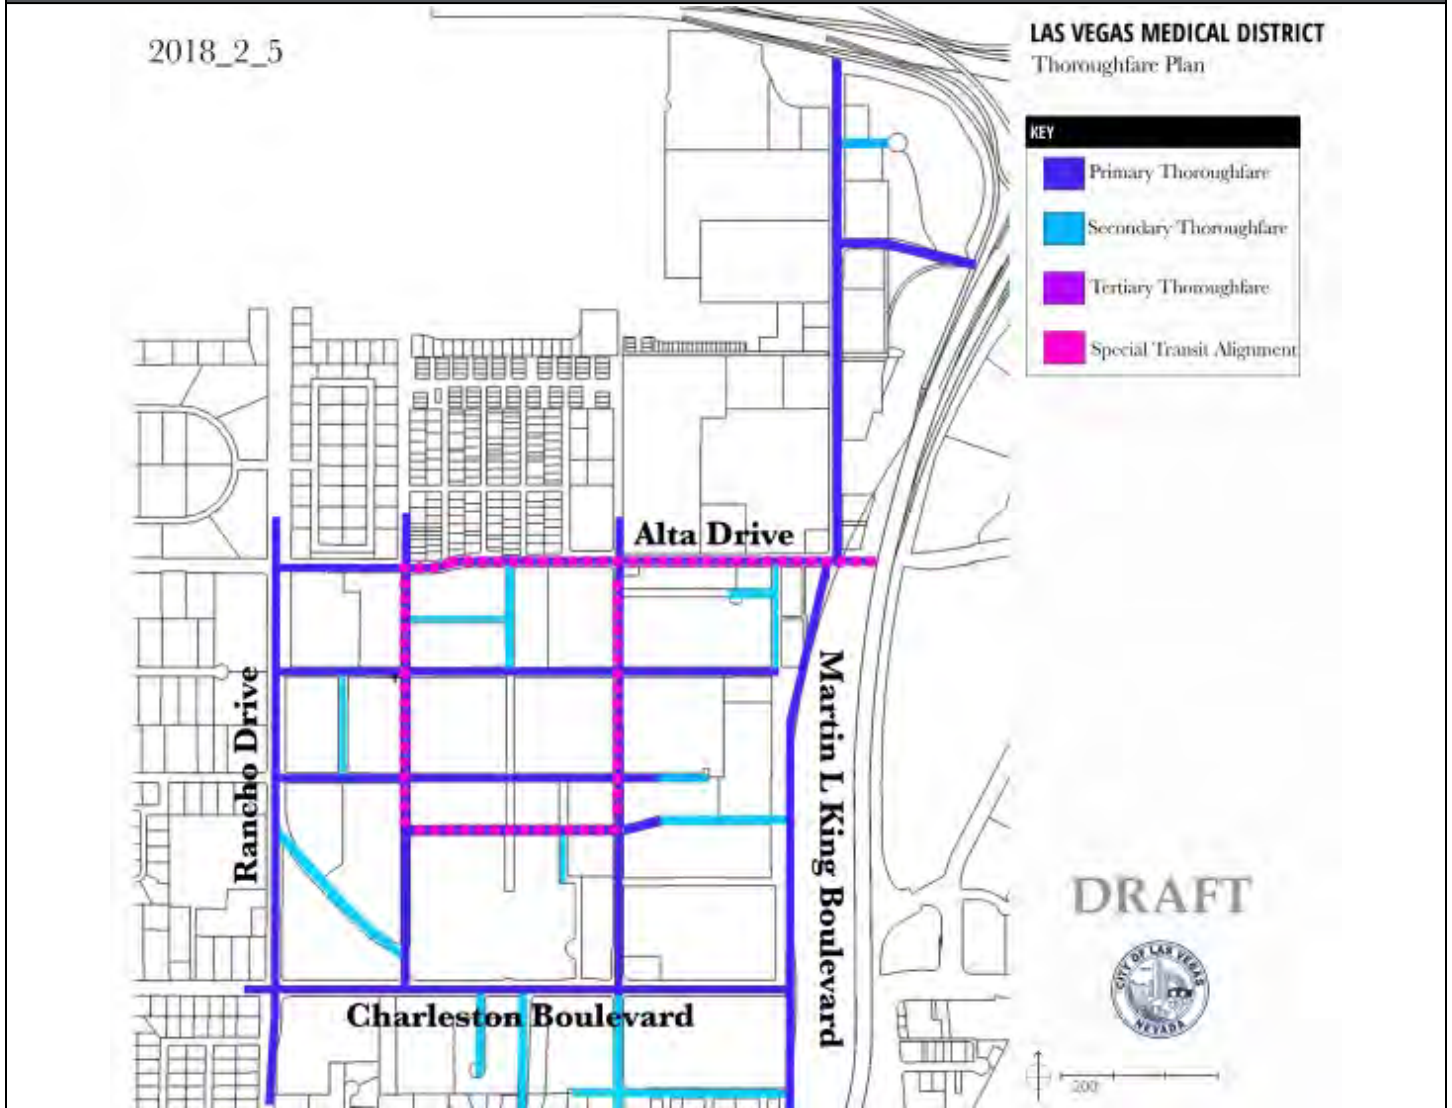 2018_2_5
LAS VEGAS MEDICAL DISTRICT
Thoroughfare Plan
KEY
Primary Thoroughfare
Secondary Thoroughfare
Tertiary Thoroughfare
Special Transit Alignment
Alta Drive
Rancho Drive
Martin L King Boulevard
Charleston Boulevard
DRAFT
CITY OF LAS VEGAS
NEVADA
200'